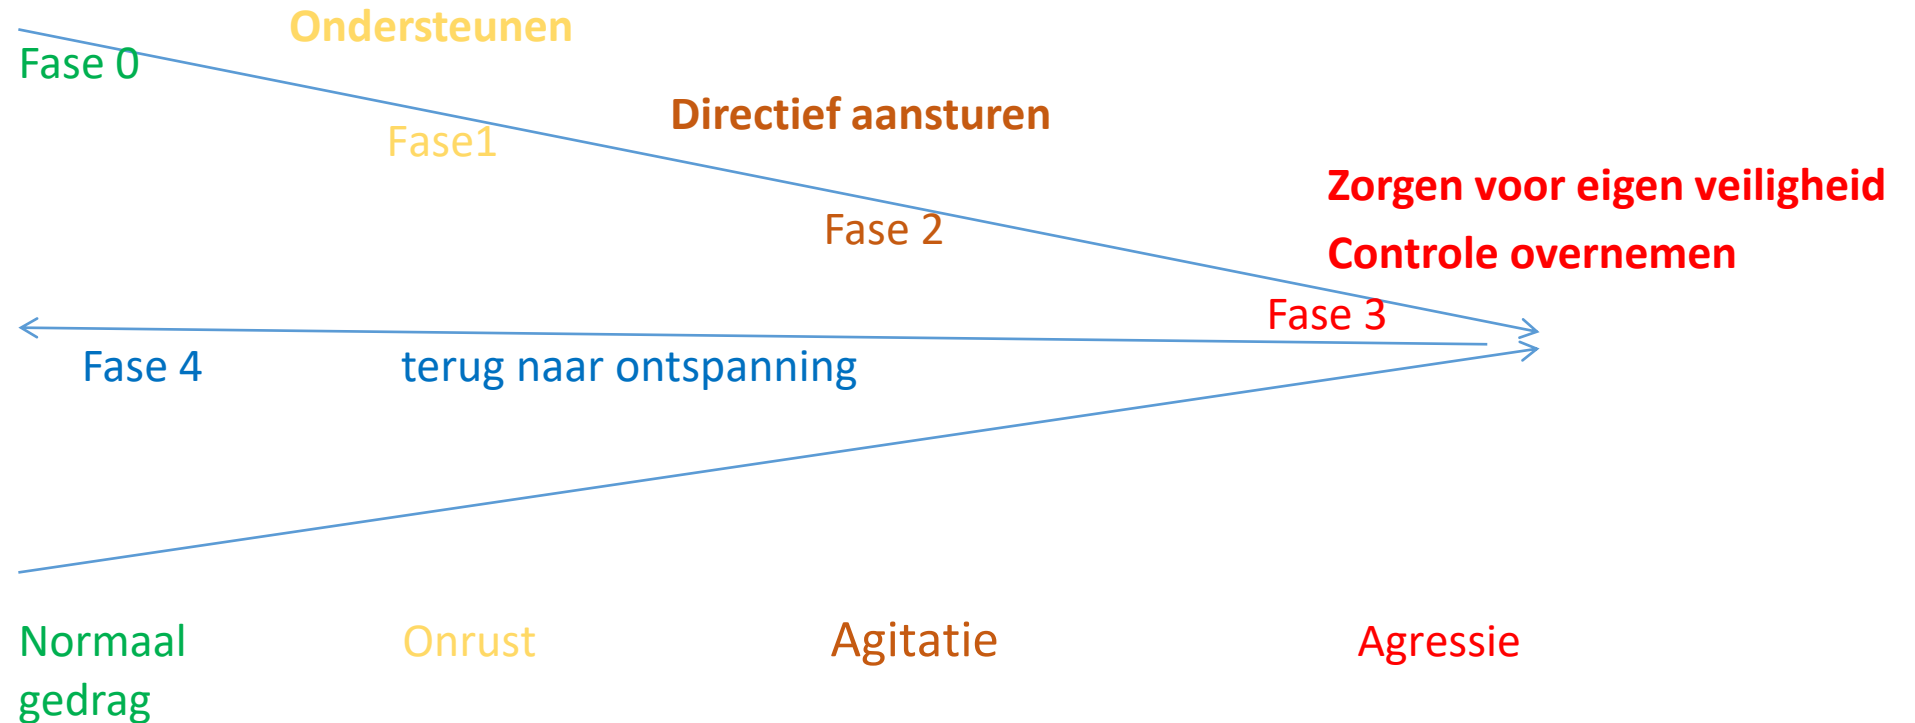 Ondersteunen
Fase 0
Directief aansturen
Fase1
Zorgen voor eigen veiligheid
Fase 2
Controle overnemen
Fase 3
Fase 4
terug naar ontspanning
Normaal
gedrag
Onrust
Agitatie
Agressie